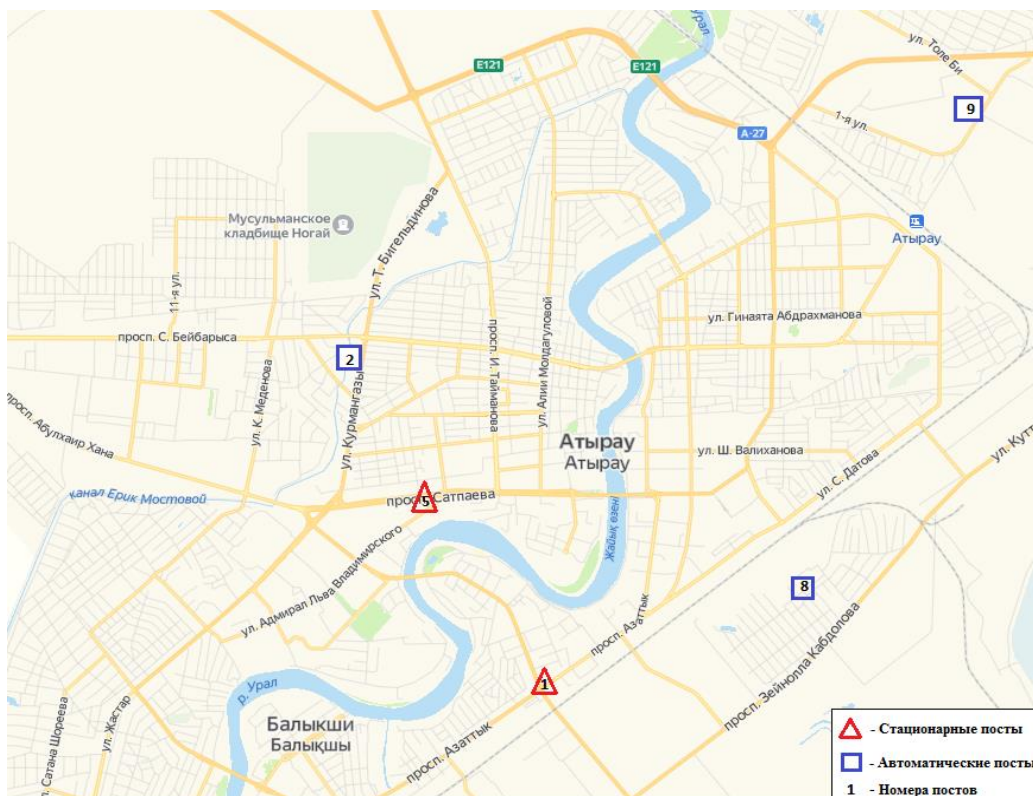 Урал
ул. Толе Би
E121
E121
9
1-я ул.
A-27
Мусульманское
кладбище Ногай
ул. Т. Бигельдинова
Атырау
11-я ул.
ул. Гинаята Абдрахманова
просп. С. Бейбарыса
просп. И. Тайманова
ул. Алии Молдагуловой
2
ул. К. Меденова
ул. Курмангазы
просп. Абулхаир Хана
Атырау
Атырау
ул. Ш. Валиханова
ул. С. Датова
ул. Кутт
канал Ерик Мостовой
просп. Сатпаева
5
Жайық өзені
ул. Адмирал Льва Владимирского
8
просп. Азаттык
просп. Зейнолла Кабдолова
1
р. Урал
Балыкши
Балықшы
просп. Азаттык
ул. Жастар
ул. Сатана Шореева
- Стационарные посты
- Автоматические посты
1 - Номера постов